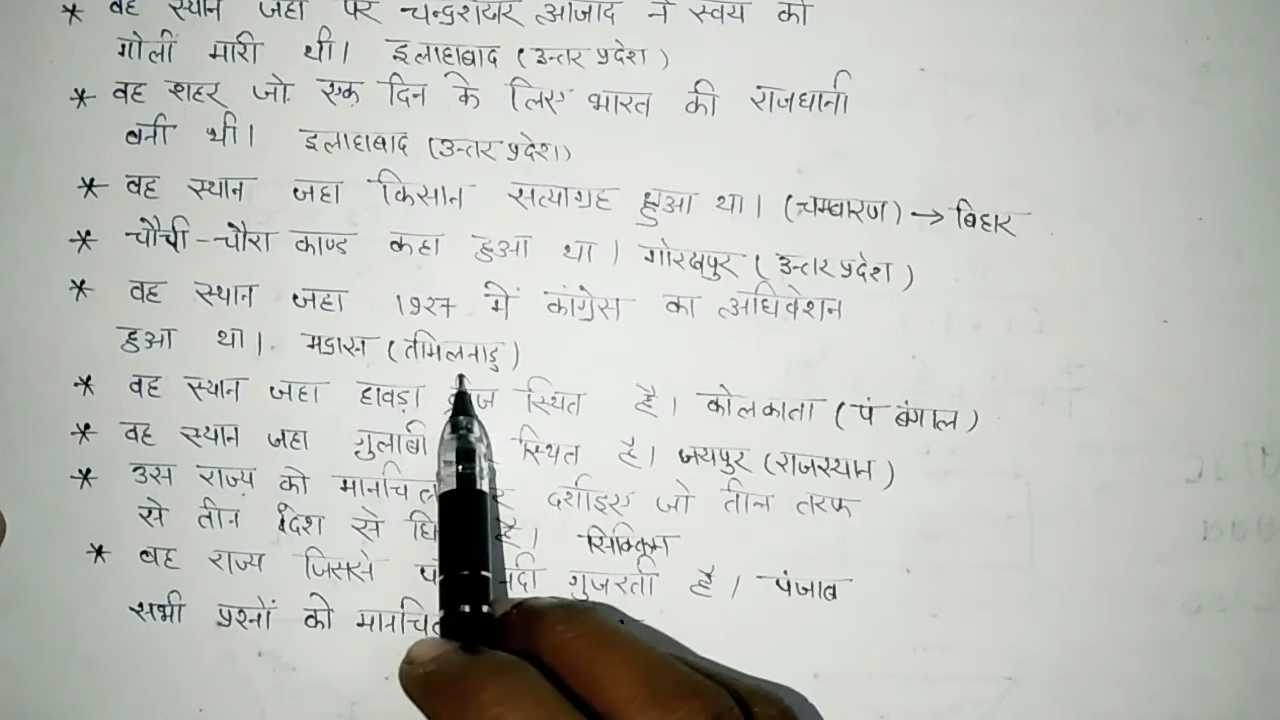 * वह स्थान जहा पर चन्द्रशेखर आजाद ने स्वयं को
गोली मारी थी। इलाहाबाद (उत्तर प्रदेश)
* वह शहर जो एक दिन के लिए भारत की राजधानी
बनी थी। इलाहाबाद (उत्तर प्रदेश)
* वह स्थान जहा किसान सत्याग्रह हुआ था। (चम्पारण) → बिहार
* चौची-चौरा काण्ड कहा हुआ था। गोरखपुर (उत्तर प्रदेश)
* वह स्थान जहा 1927 में कांग्रेस का अधिवेशन
हुआ था। मद्रास (तमिलनाडु)
* वह स्थान जहा हावड़ा स्थित है। कोलकाता (पं बंगाल)
* वह स्थान जहा गुलाबी स्थित है। जयपुर (राजस्थान)
* उस राज्य को दर्शाइए जो तीन तरफ
से तीन देश से है। सिक्किम
* वह राज्य जिससे नदी गुजरती है। पंजाब
सभी प्रश्नों को